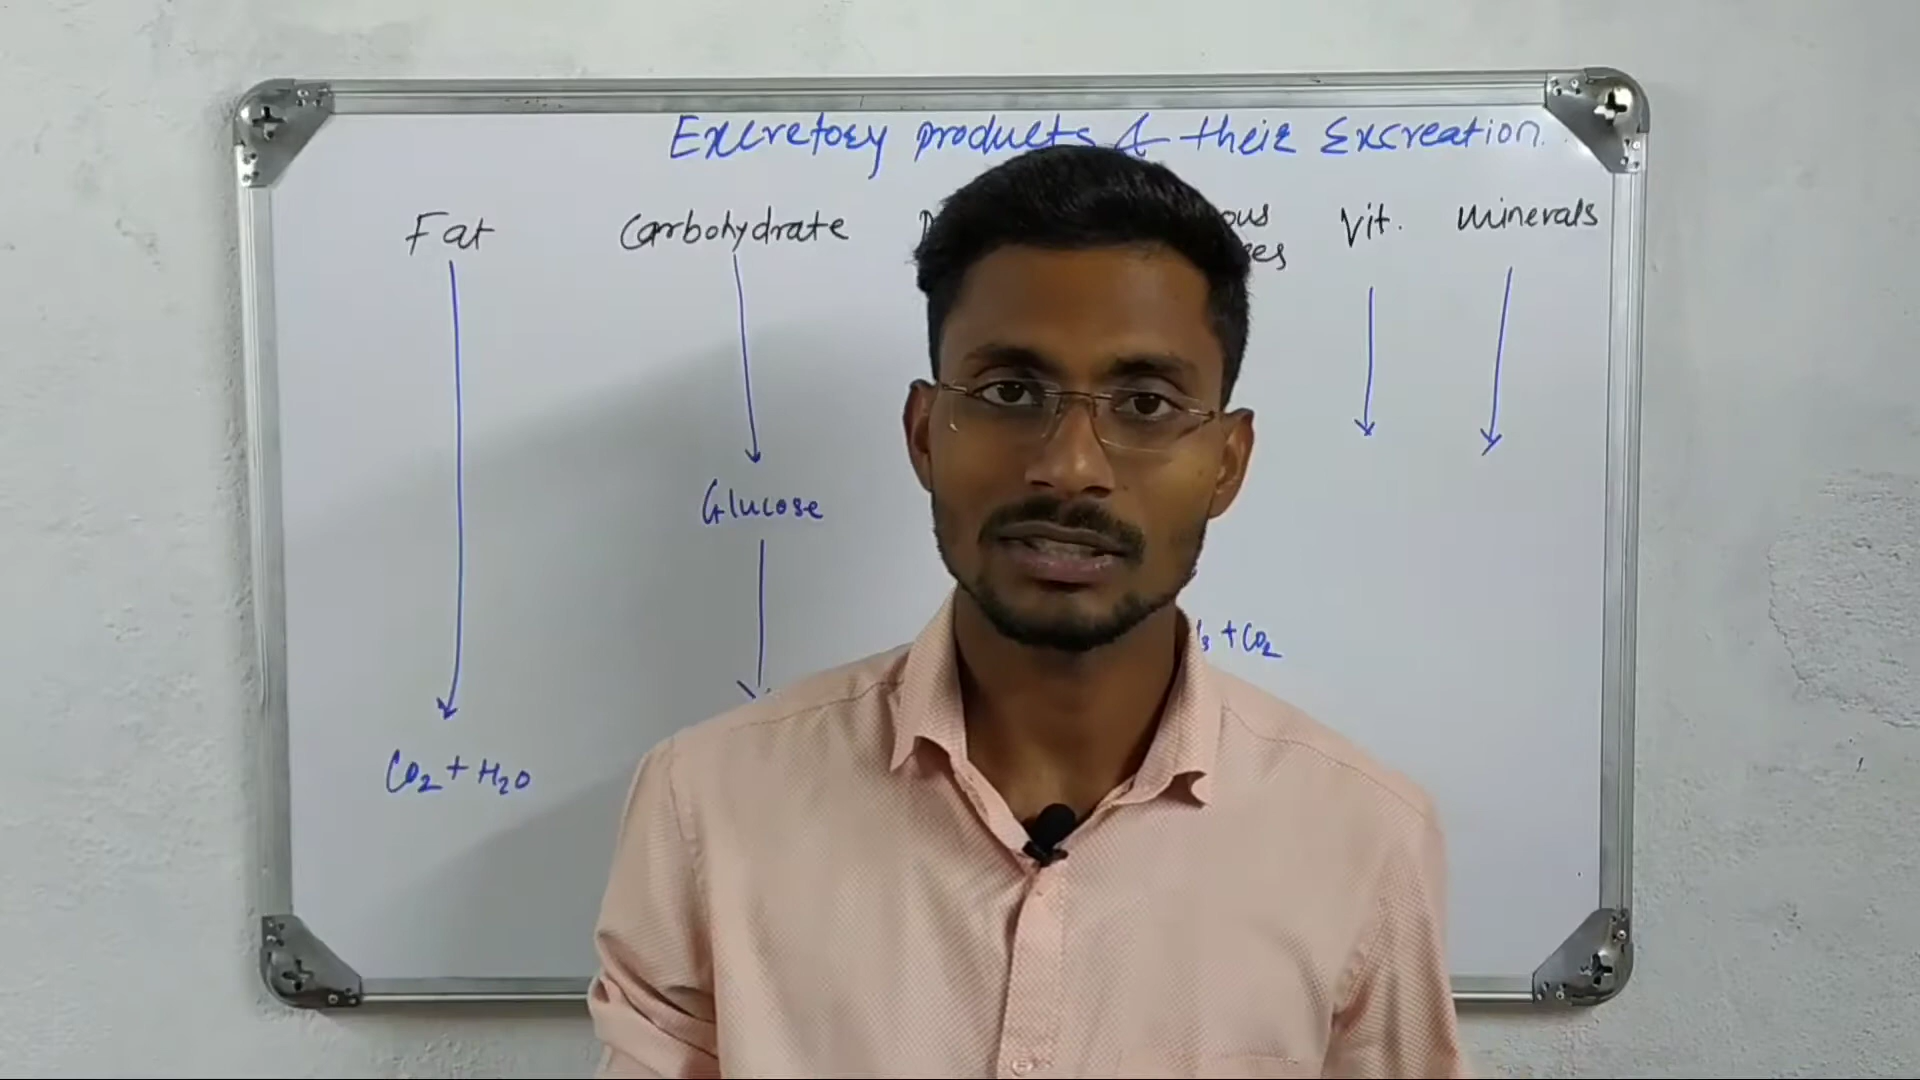 Excretory products & their Excreation.
Fat Carbohydrate Vit. Minerals
Glucose
+ CO2
CO2 + H2O